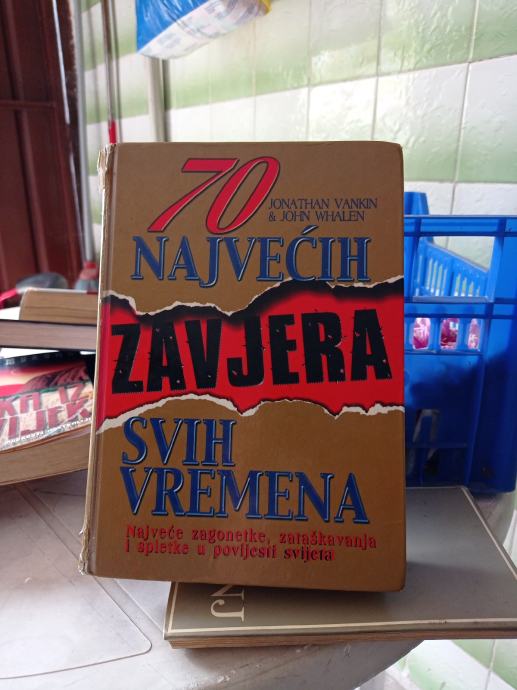 70
JONATHAN VANKIN
& JOHN WHALEN
NAJVEĆIH
ZAVJERA
SVIH
VREMENA
Najveće zagonetke, zataškavanja
i spletke u povijesti svijeta